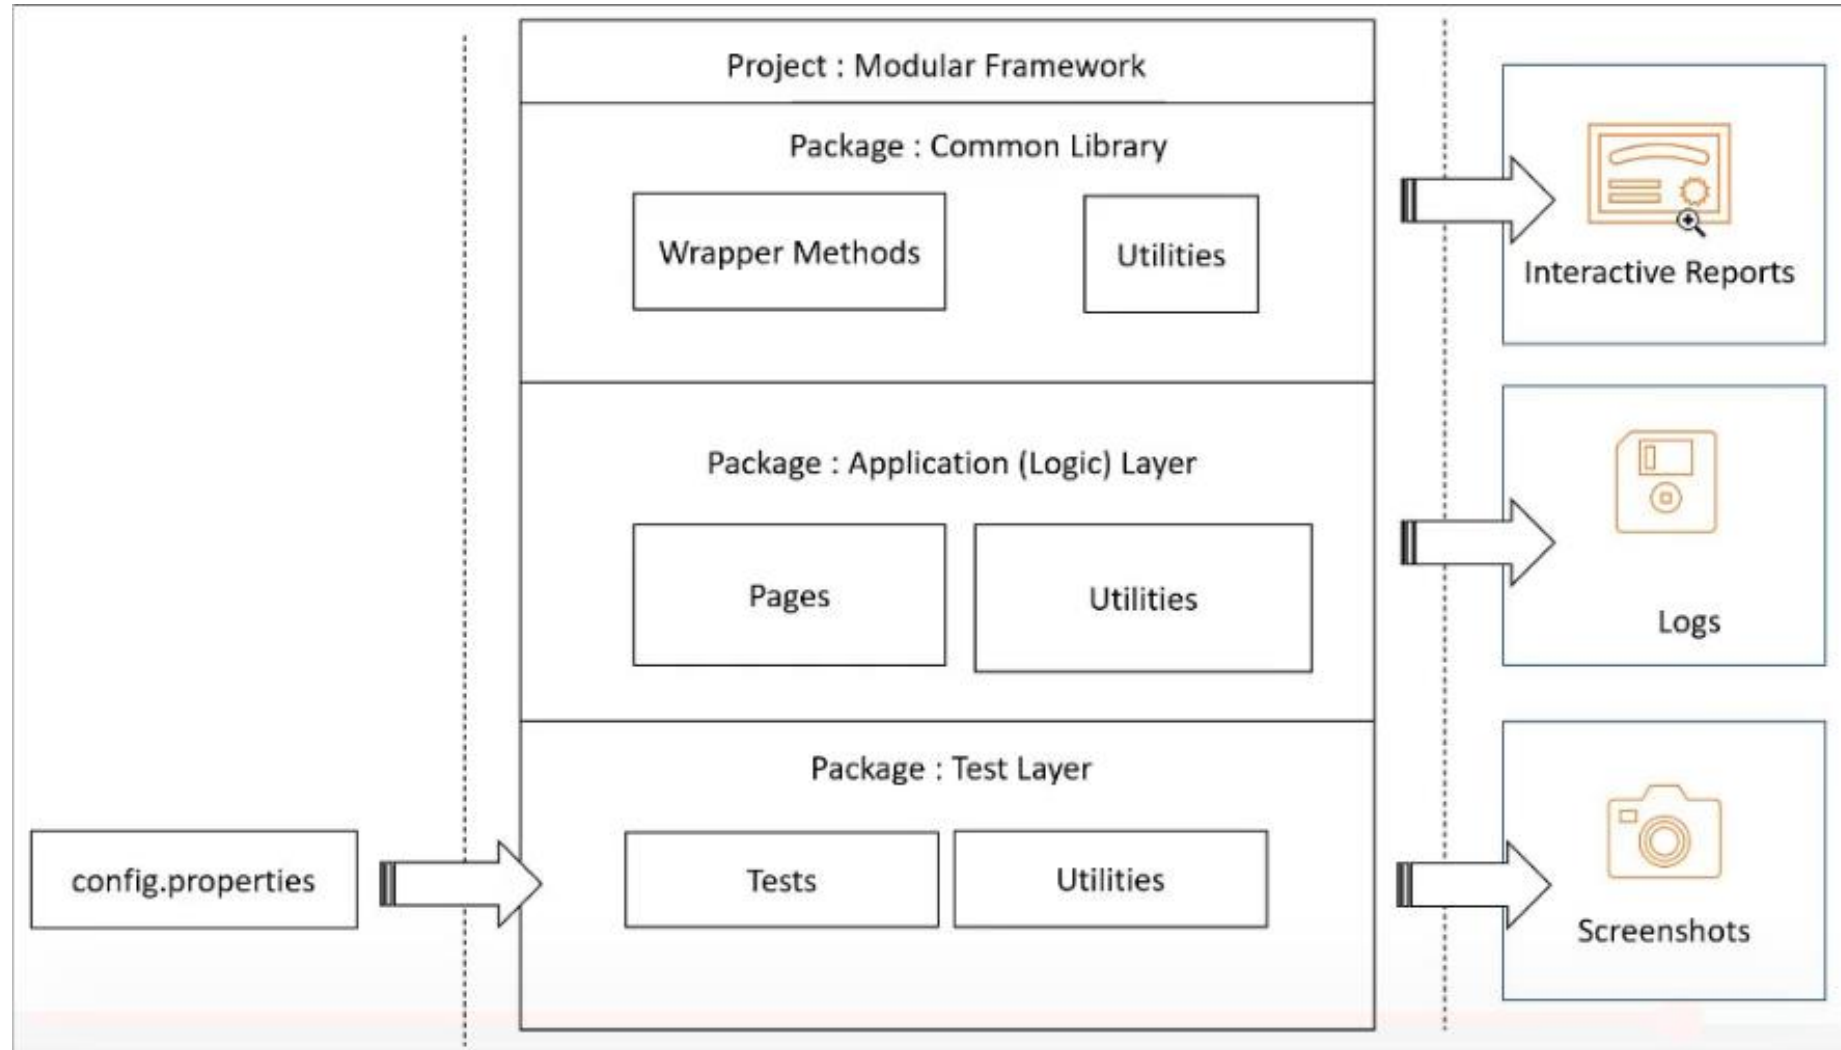 Project : Modular Framework
Package : Common Library
Wrapper Methods
Utilities
Interactive Reports
Package : Application (Logic) Layer
Pages
Utilities
Logs
Package : Test Layer
config.properties
Tests
Utilities
Screenshots